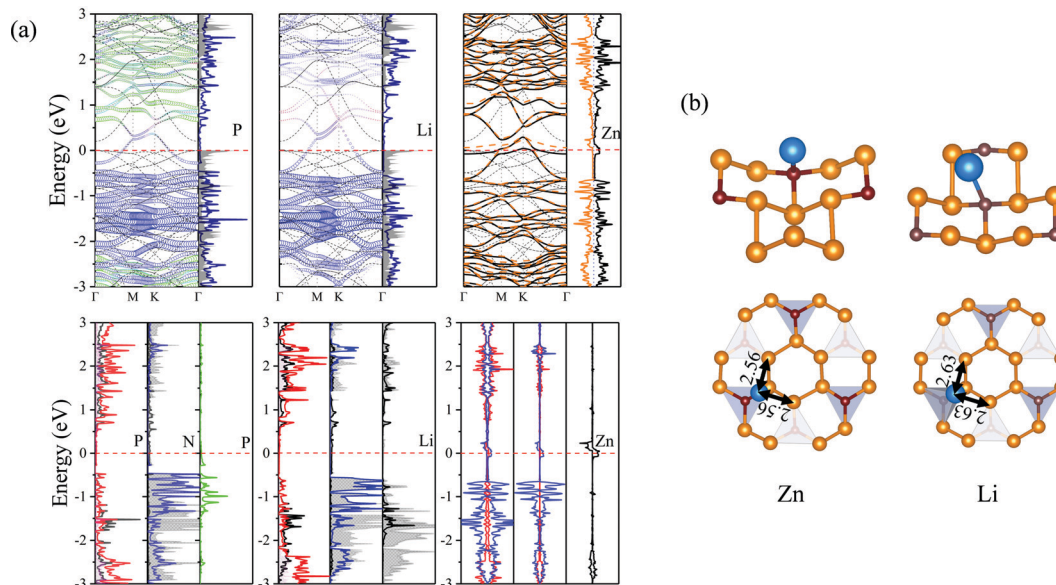 (a)
3
2
1
0
-1
-2
-3
Energy (eV)
P
Li
Zn
Γ M K Γ
Γ M K Γ
Γ M K Γ
3
2
1
0
-1
-2
-3
Energy (eV)
P
N
P
Li
Zn
(b)
2.56
2.56
2.63
2.63
Zn
Li